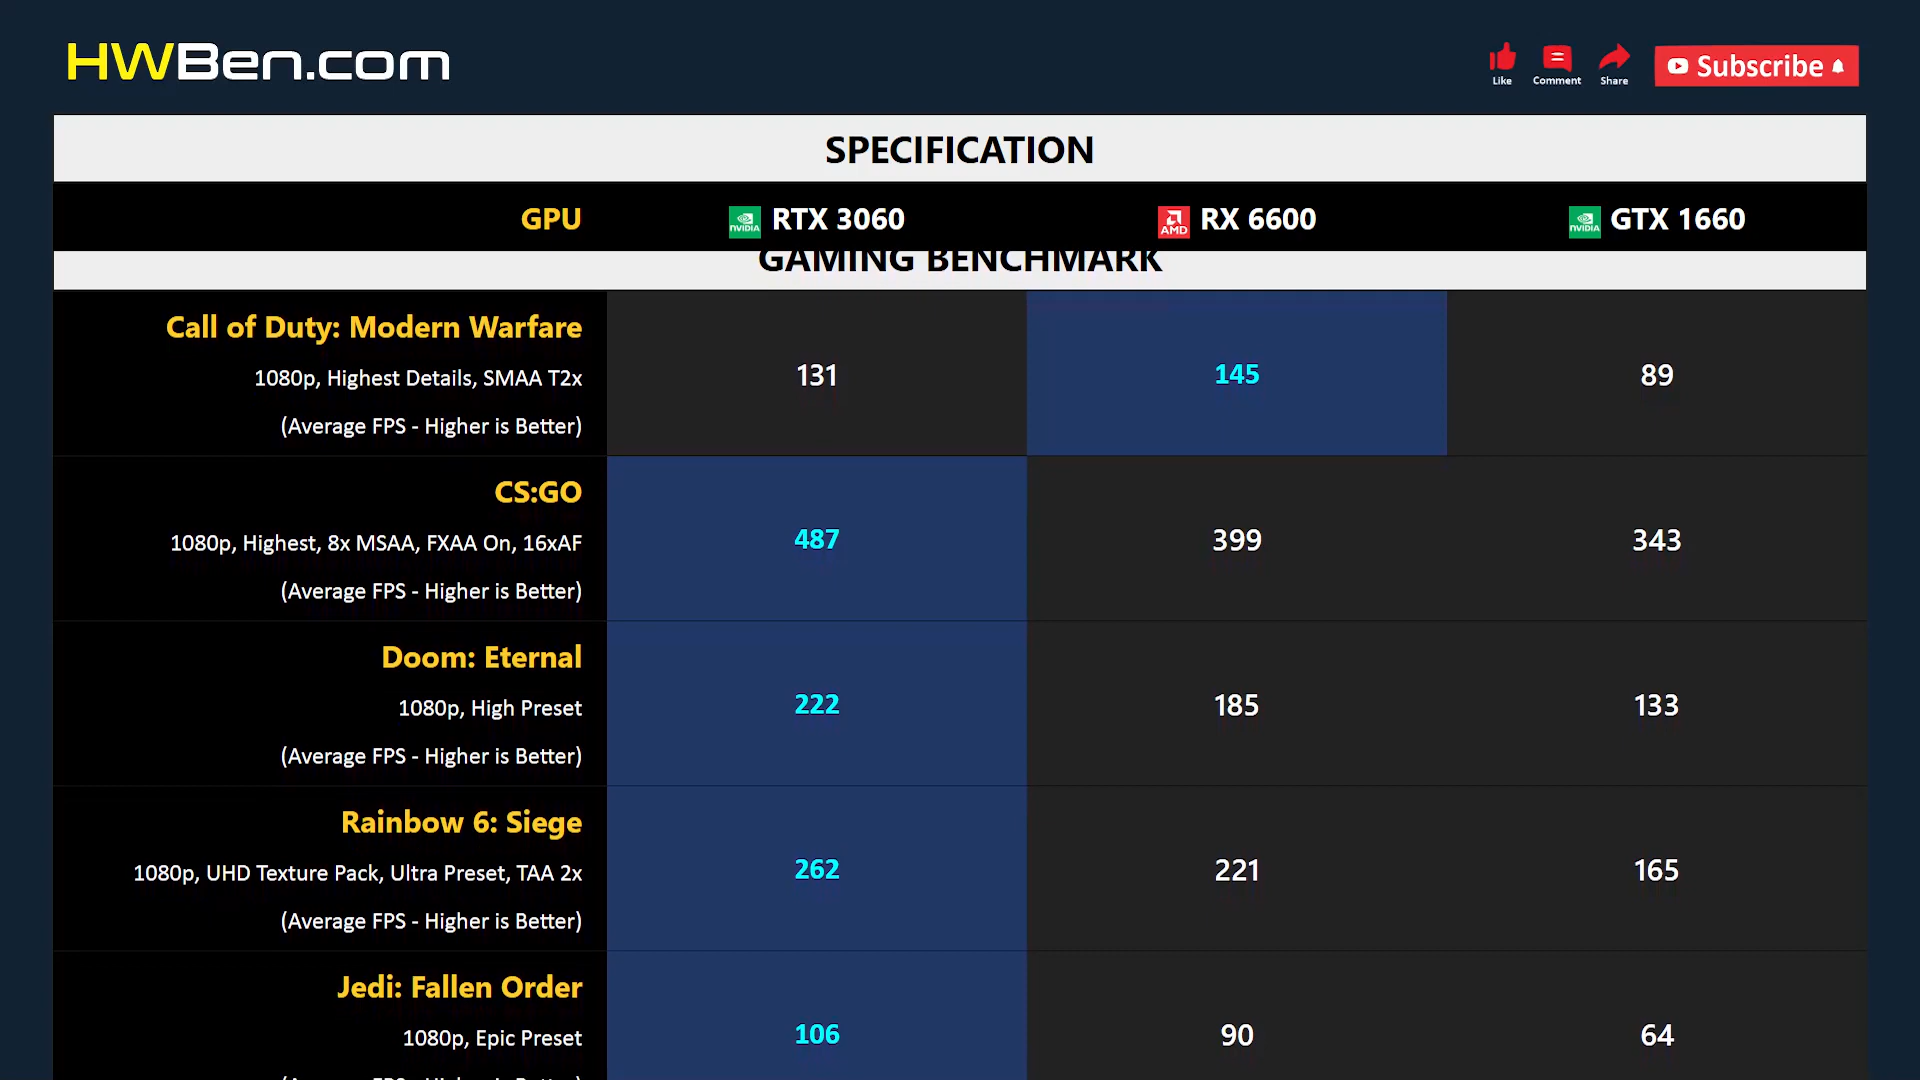 HWBen.com
Like
Comment
Share
Subscribe
SPECIFICATION
GPU
NVIDIA
RTX 3060
AMD
RX 6600
NVIDIA
GTX 1660
GAMING BENCHMARK
Call of Duty: Modern Warfare
1080p, Highest Details, SMAA T2x
(Average FPS - Higher is Better)
131
145
89
CS:GO
1080p, Highest, 8x MSAA, FXAA On, 16xAF
(Average FPS - Higher is Better)
487
399
343
Doom: Eternal
1080p, High Preset
(Average FPS - Higher is Better)
222
185
133
Rainbow 6: Siege
1080p, UHD Texture Pack, Ultra Preset, TAA 2x
(Average FPS - Higher is Better)
262
221
165
Jedi: Fallen Order
1080p, Epic Preset
106
90
64